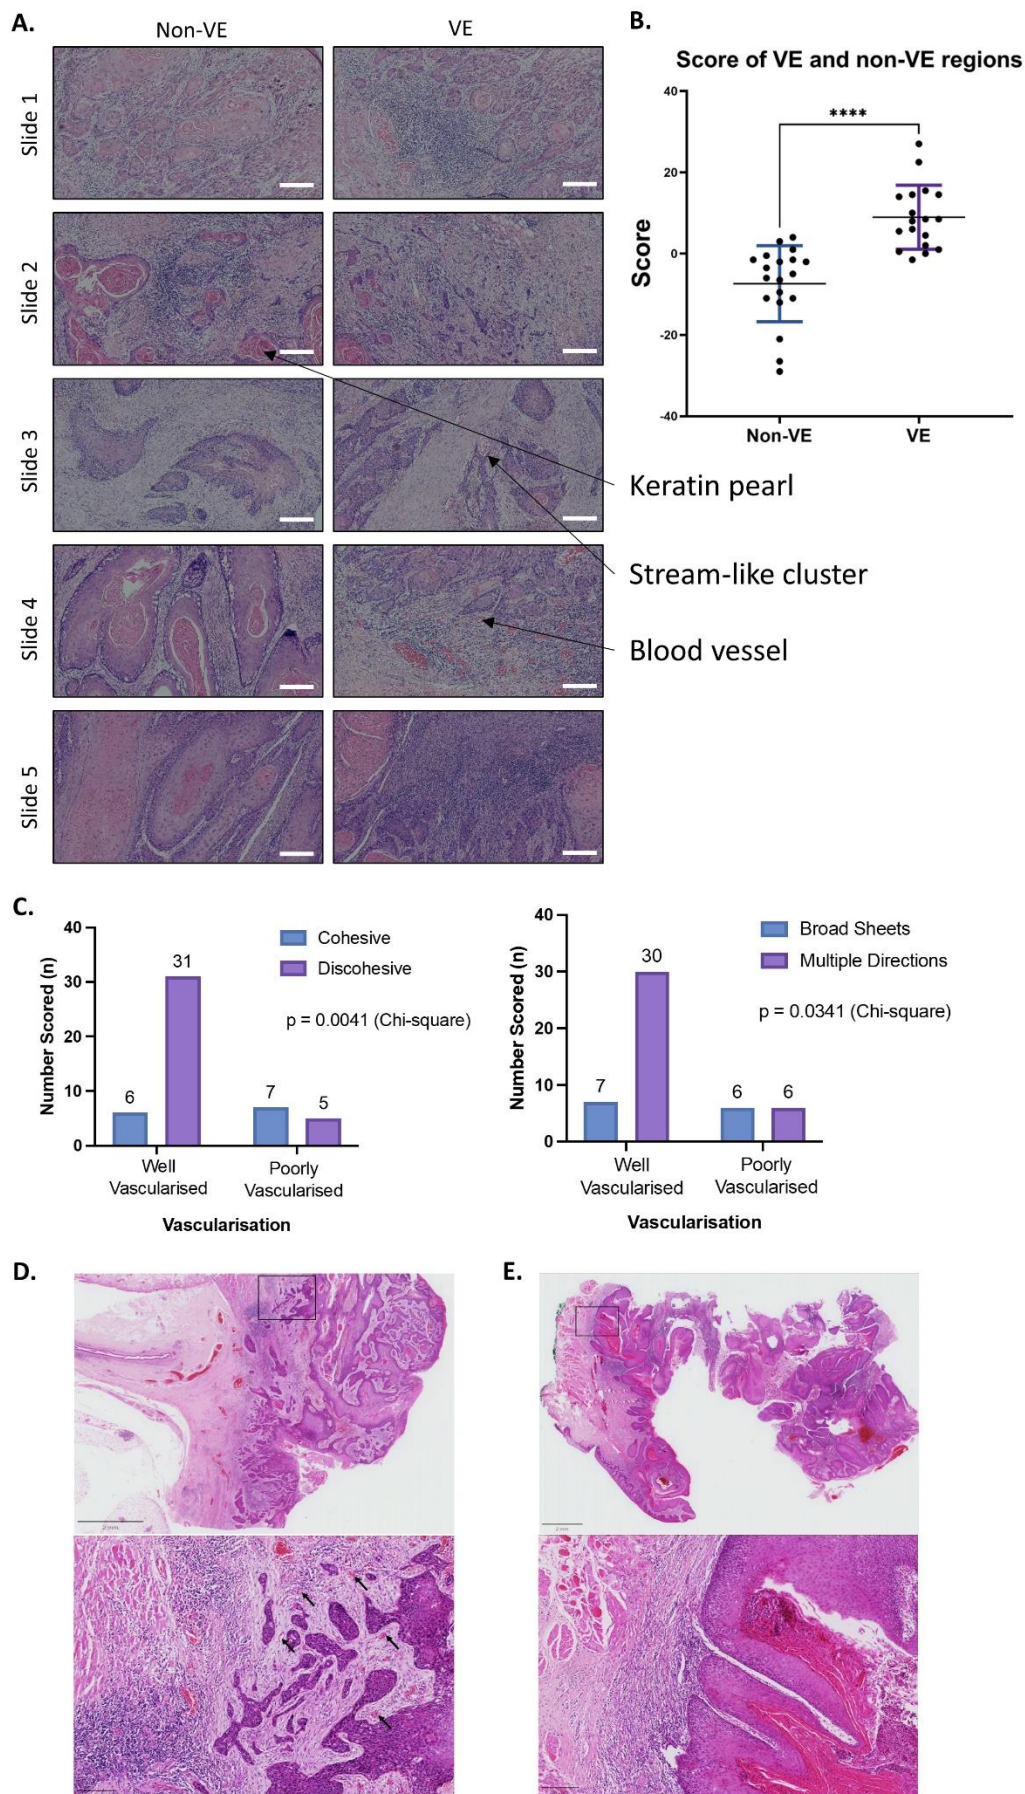 A.
Non-VE
VE
Slide 1
Slide 2
Slide 3
Slide 4
Slide 5
Keratin pearl
Stream-like cluster
Blood vessel
B.
Score of VE and non-VE regions
****
Score
40
20
0
-20
-40
Non-VE
VE
C.
Number Scored (n)
40
30
20
10
0
6
31
7
5
Cohesive
Discohesive
p = 0.0041 (Chi-square)
Well
Vascularised
Poorly
Vascularised
Vascularisation
Number Scored (n)
40
30
20
10
0
7
30
6
6
Broad Sheets
Multiple Directions
p = 0.0341 (Chi-square)
Well
Vascularised
Poorly
Vascularised
Vascularisation
D.
2 mm
E.
2 mm